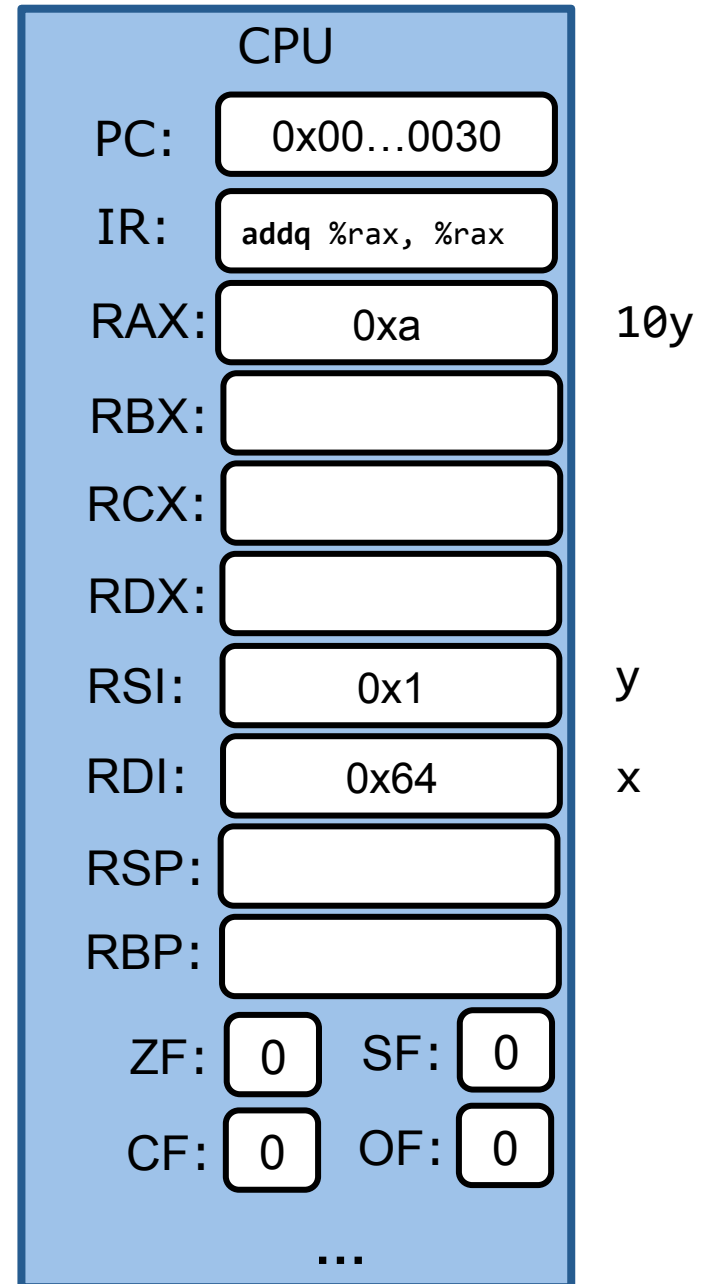 CPU
PC: 0x00...0030
IR: addq %rax, %rax
RAX: 0xa 10y
RBX:
RCX:
RDX:
RSI: 0x1 y
RDI: 0x64 x
RSP:
RBP:
ZF: 0 SF: 0
CF: 0 OF: 0
...